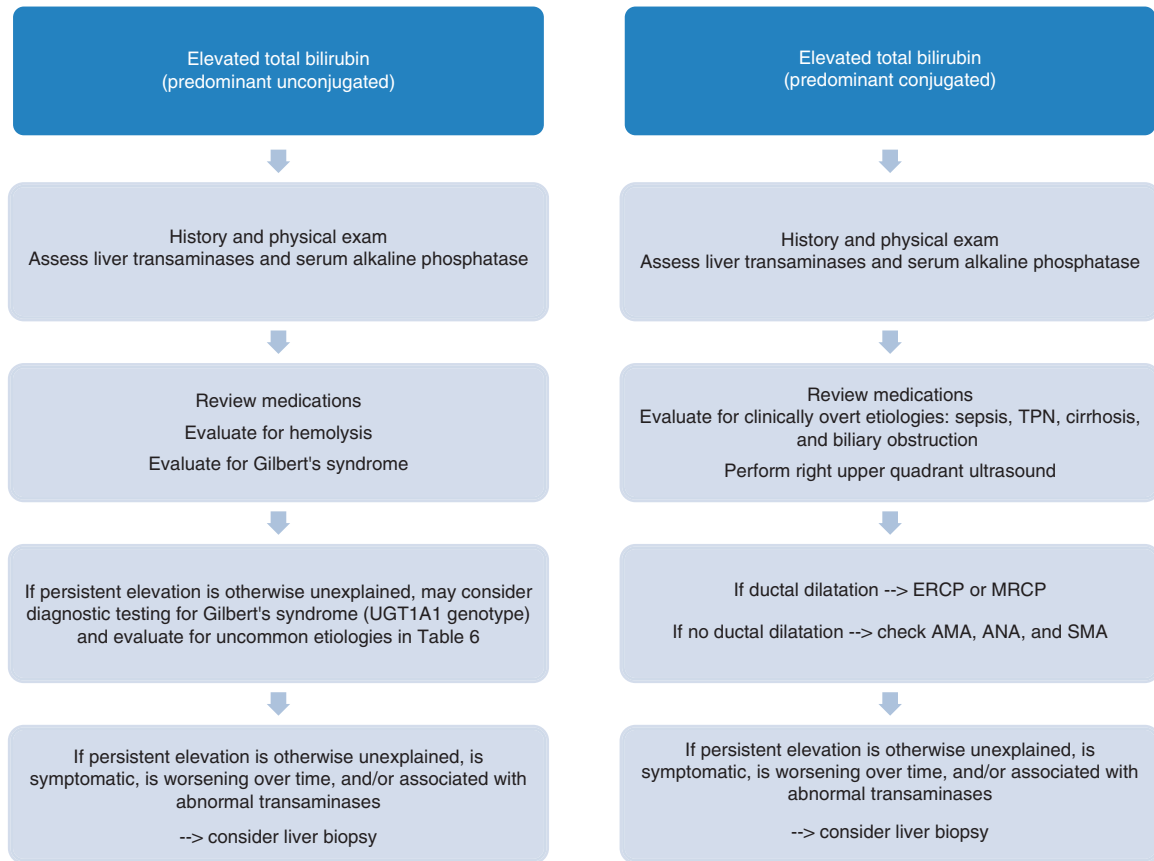 Elevated total bilirubin
(predominant unconjugated)
History and physical exam
Assess liver transaminases and serum alkaline phosphatase
Review medications
Evaluate for hemolysis
Evaluate for Gilbert's syndrome
If persistent elevation is otherwise unexplained, may consider
diagnostic testing for Gilbert's syndrome (UGT1A1 genotype)
and evaluate for uncommon etiologies in Table 6
If persistent elevation is otherwise unexplained, is
symptomatic, is worsening over time, and/or associated with
abnormal transaminases
--> consider liver biopsy
Elevated total bilirubin
(predominant conjugated)
History and physical exam
Assess liver transaminases and serum alkaline phosphatase
Review medications
Evaluate for clinically overt etiologies: sepsis, TPN, cirrhosis,
and biliary obstruction
Perform right upper quadrant ultrasound
If ductal dilatation --> ERCP or MRCP
If no ductal dilatation --> check AMA, ANA, and SMA
If persistent elevation is otherwise unexplained, is
symptomatic, is worsening over time, and/or associated with
abnormal transaminases
--> consider liver biopsy